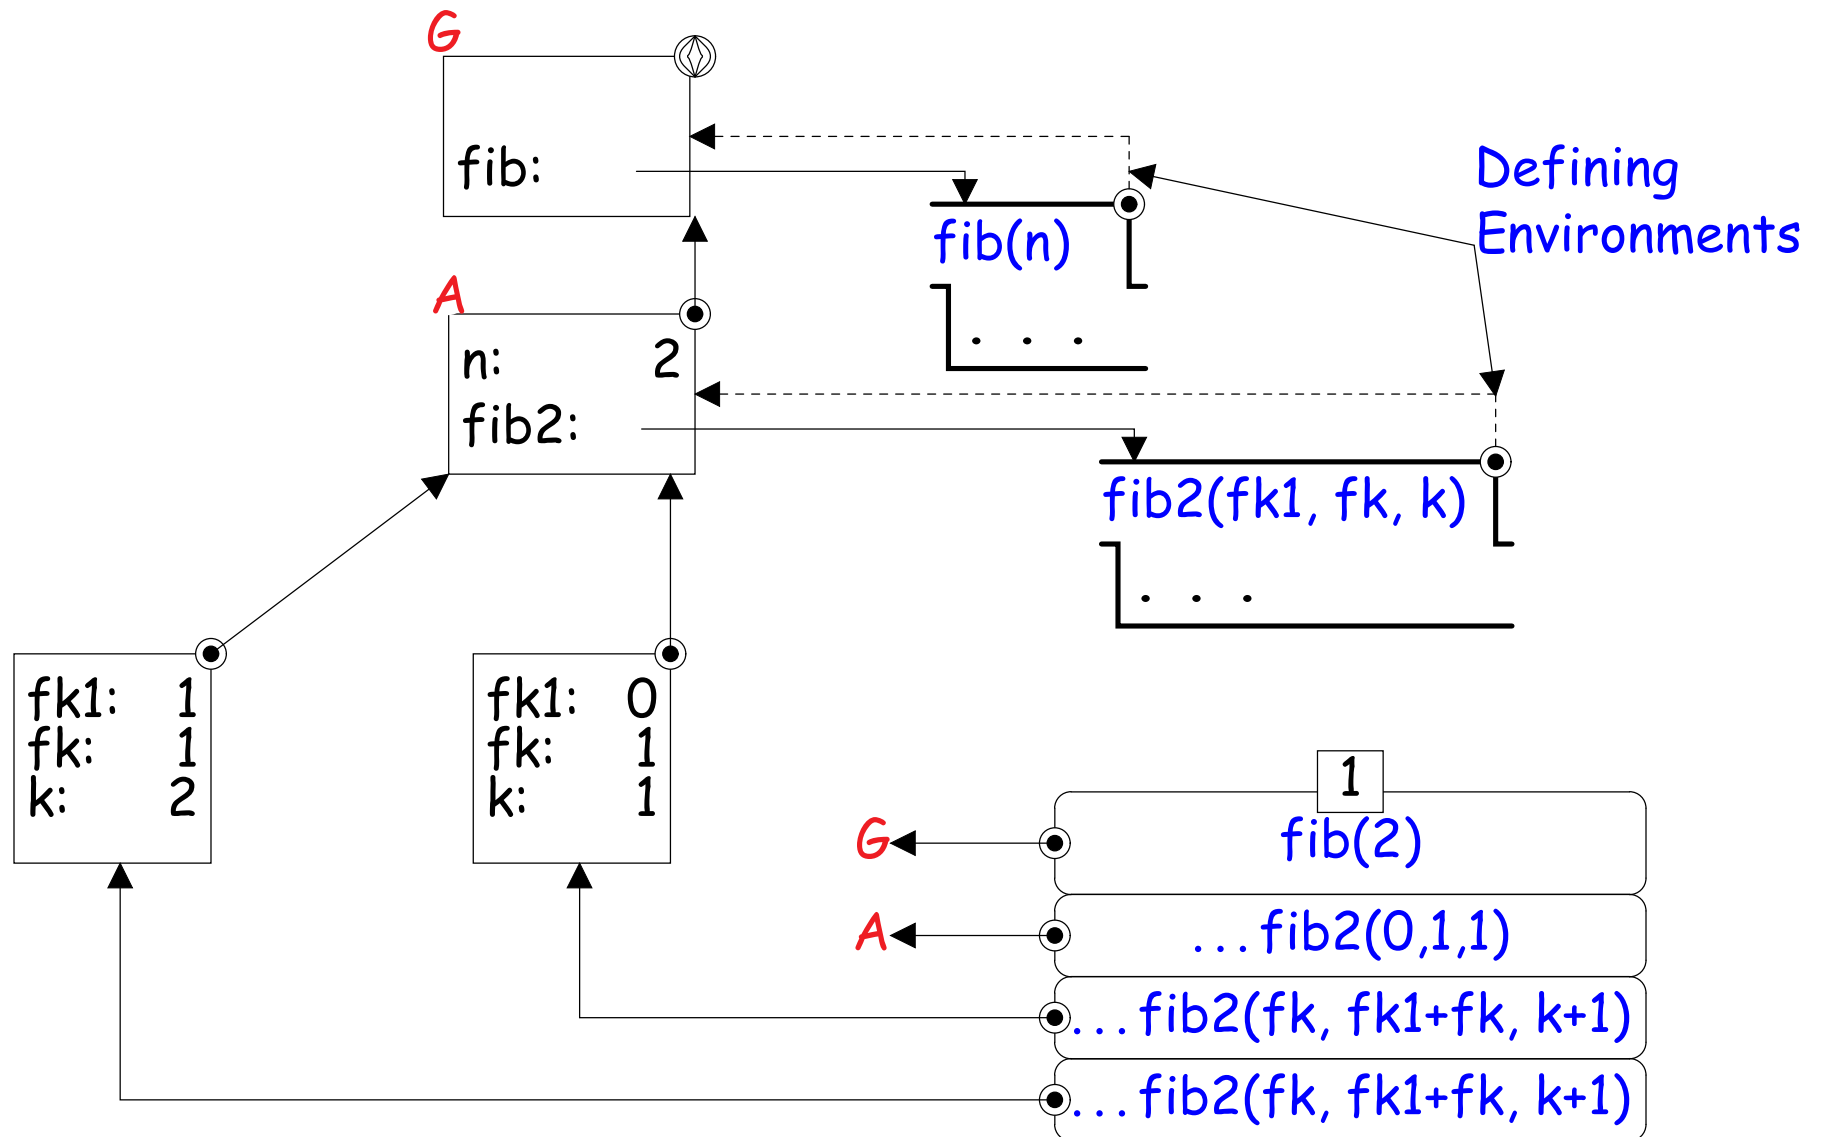 G
fib:
fib(n)
. . .
Defining
Environments
A
n: 2
fib2:
fib2(fk1, fk, k)
. . .
fk1: 1
fk: 1
k: 2
fk1: 0
fk: 1
k: 1
1
G
fib(2)
A
...fib2(0,1,1)
...fib2(fk, fk1+fk, k+1)
...fib2(fk, fk1+fk, k+1)